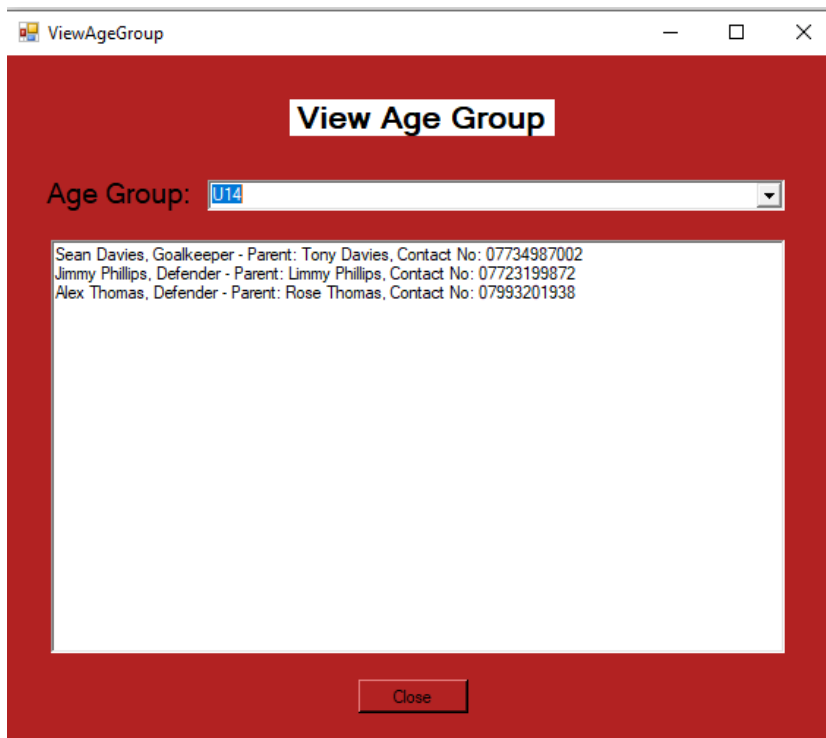 ViewAgeGroup
View Age Group
Age Group: U14
Sean Davies, Goalkeeper - Parent: Tony Davies, Contact No: 07734987002
Jimmy Phillips, Defender - Parent: Limmy Phillips, Contact No: 07723199872
Alex Thomas, Defender - Parent: Rose Thomas, Contact No: 07993201938
Close